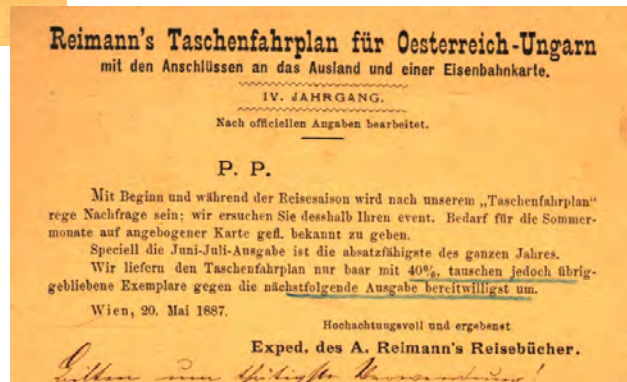 Reimann's Taschenfahrplan für Oesterreich-Ungarn
mit den Anschlüssen an das Ausland und einer Eisenbahnkarte.
IV. JAHRGANG.
Nach officiellen Angaben bearbeitet.
P. P.
Mit Beginn und während der Reisesaison wird nach unserem „Taschenfahrplan“
rege Nachfrage sein; wir ersuchen Sie desshalb Ihren event. Bedarf für die Sommer-
monate auf angebogener Karte gefl. bekannt zu geben.
Speciell die Juni-Juli-Ausgabe ist die absatzfähigste des ganzen Jahres.
Wir liefern den Taschenfahrplan nur baar mit 40%, tauschen jedoch übrig-
gebliebene Exemplare gegen die nächstfolgende Ausgabe bereitwilligst um.
Wien, 20. Mai 1887.
Hochachtungsvoll und ergebenst
Exped. des A. Reimann's Reisebücher.
Bitten um thätigste Verwendung!